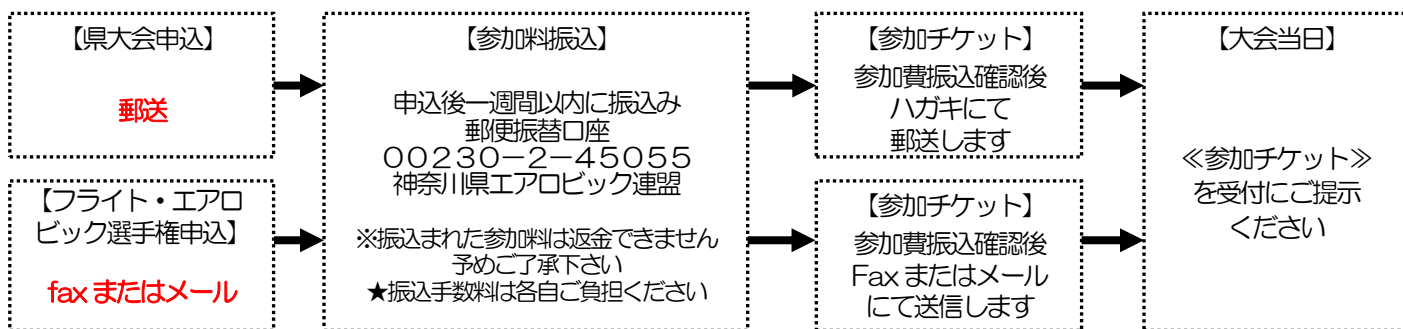 【県大会申込】
郵送
【フライト・エアロ
ビック選手権申込】
fax またはメール
【参加料振込】
申込後一週間以内に振込み
郵便振替口座
００２３０－２－４５０５５
神奈川県エアロビック連盟
※振込まれた参加料は返金できません
予めご了承下さい
★振込手数料は各自ご負担ください
【参加チケット】
参加費振込確認後
ハガキにて
郵送します
【参加チケット】
参加費振込確認後
Fax またはメール
にて送信します
【大会当日】
≪参加チケット≫
を受付にご提示
ください